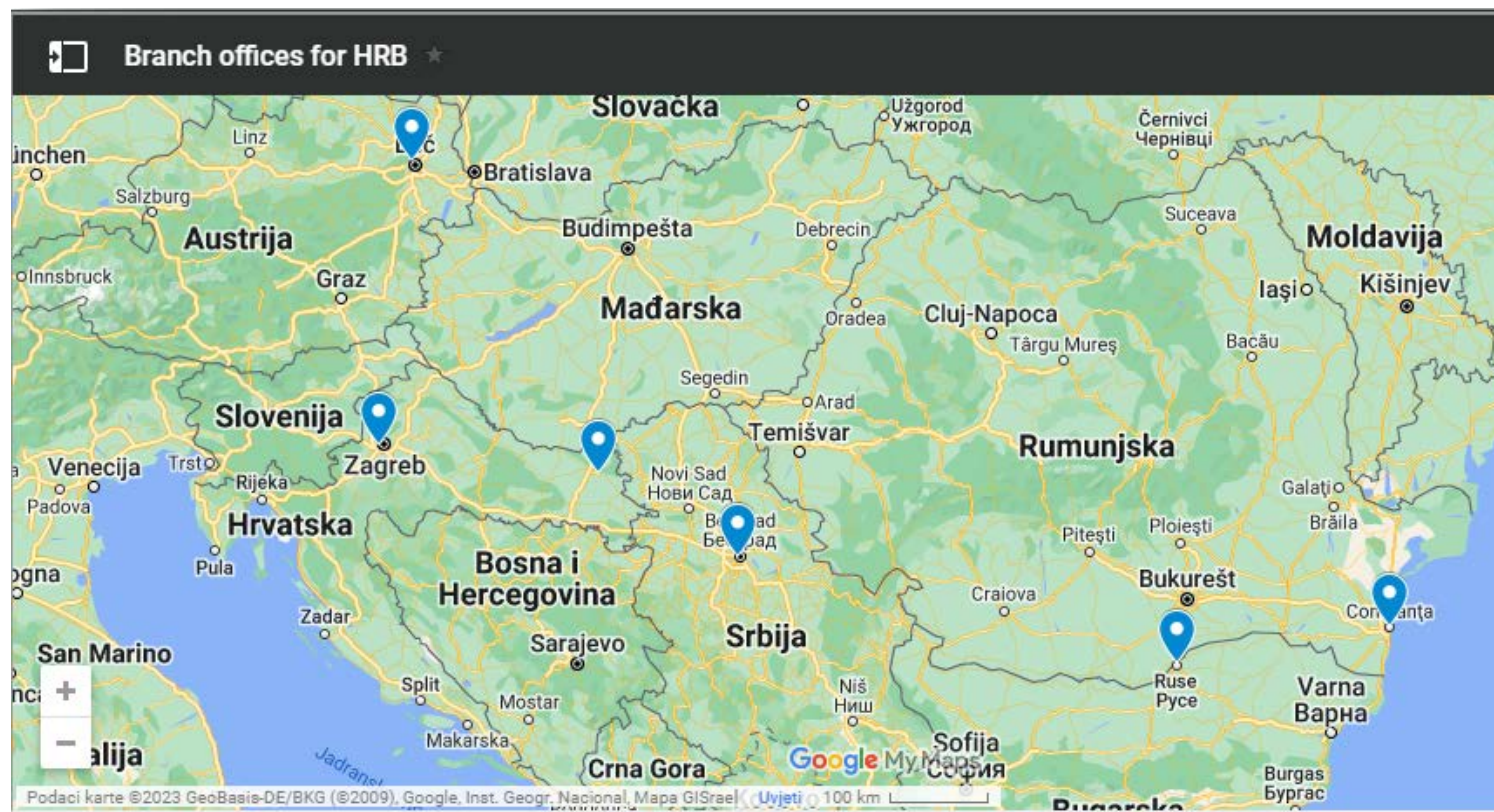 Branch offices for HRB
Slovačka
Užgorod
Ужгород
Černivci
Чернівці
Linz
ünchen
Bratislava
Salzburg
Suceava
Budimpešta
Debrecin
Austrija
Moldavija
Innsbruck
Graz
Iaşi
Kišinjev
Mađarska
Oradea
Cluj-Napoca
Târgu Mureş
Bacău
Segedin
Arad
Slovenija
Temišvar
Rumunjska
Venecija
Trst
Zagreb
Padova
Rijeka
Novi Sad
Нови Сад
Galaţi
Brăila
Hrvatska
Piteşti
Ploieşti
Pula
ogna
Bosna i
Hercegovina
Bukurešt
Craiova
Zadar
Srbija
Sarajevo
San Marino
Split
Mostar
Niš
Ниш
Ruse
Русе
Varna
Варна
Makarska
Sofija
София
alija
Crna Gora
Google My Maps
Burgas
Бургас
Podaci karte ©2023 GeoBasis-DE/BKG (©2009), Google, Inst. Geogr. Nacional, Mapa GISrael Uvjeti 100 km